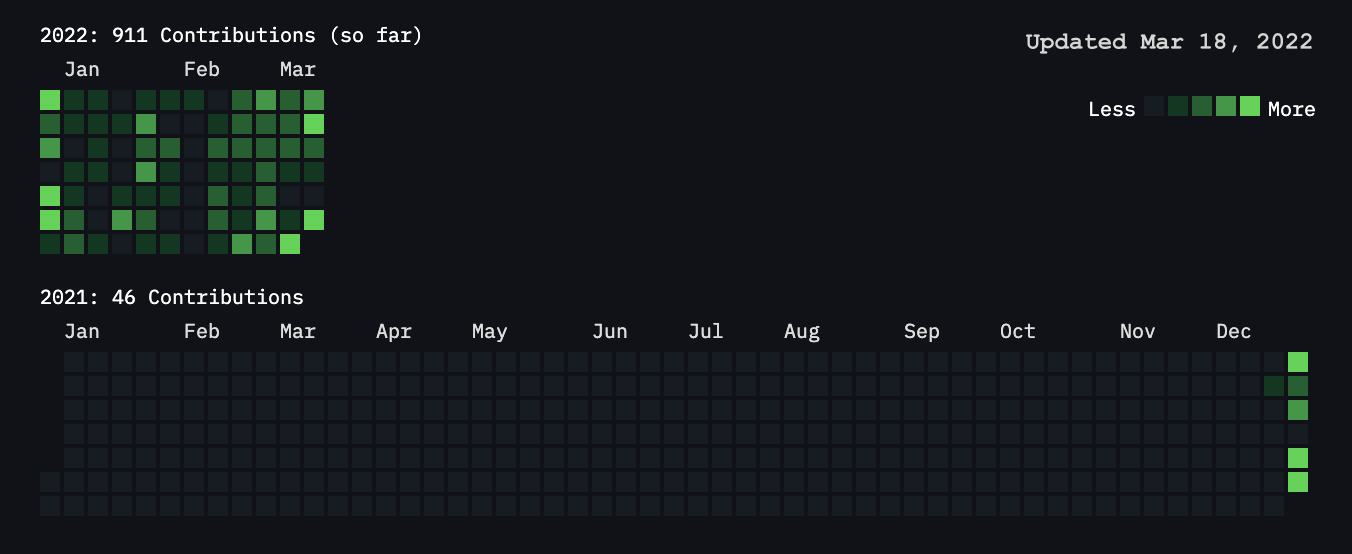 2022: 911 Contributions (so far)
Updated Mar 18, 2022
Jan Feb Mar
Less More
2021: 46 Contributions
Jan Feb Mar Apr May Jun Jul Aug Sep Oct Nov Dec